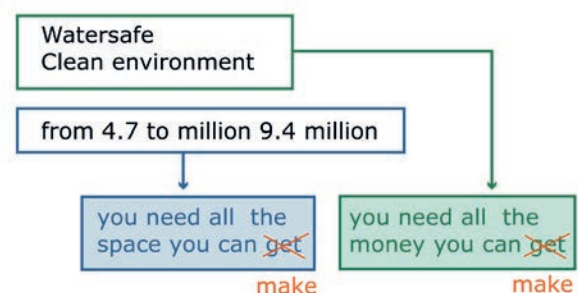 Watersafe
Clean environment
from 4.7 to million 9.4 million
you need all the
space you can get
make
you need all the
money you can get
make